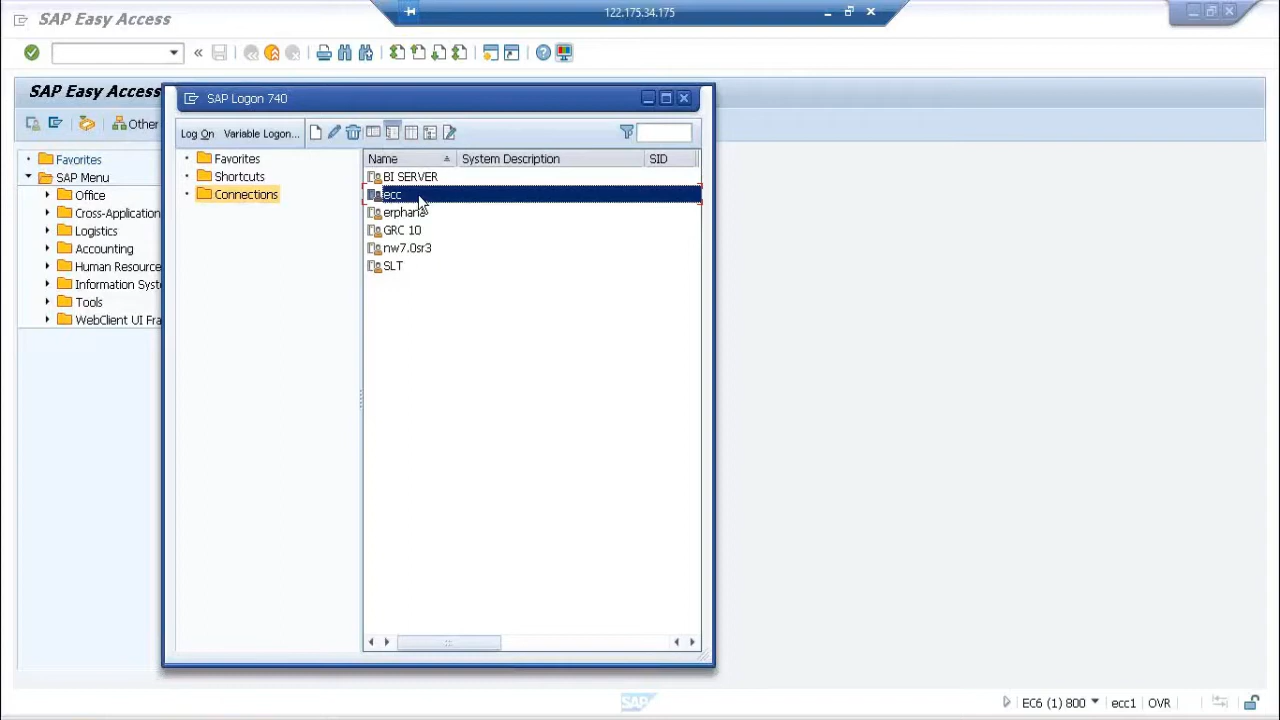 SAP Easy Access
122.175.34.175
SAP Easy Access
Other
SAP Logon 740
Log On Variable Logon...
Favorites
SAP Menu
Office
Cross-Application
Logistics
Accounting
Human Resource
Information Syst
Tools
WebClient UI Fra
Favorites
Shortcuts
Connections
Name System Description SID
BI SERVER
ecc
erphana
GRC 10
nw7.0sr3
SLT
SAP
EC6 (1) 800 ecc1 OVR